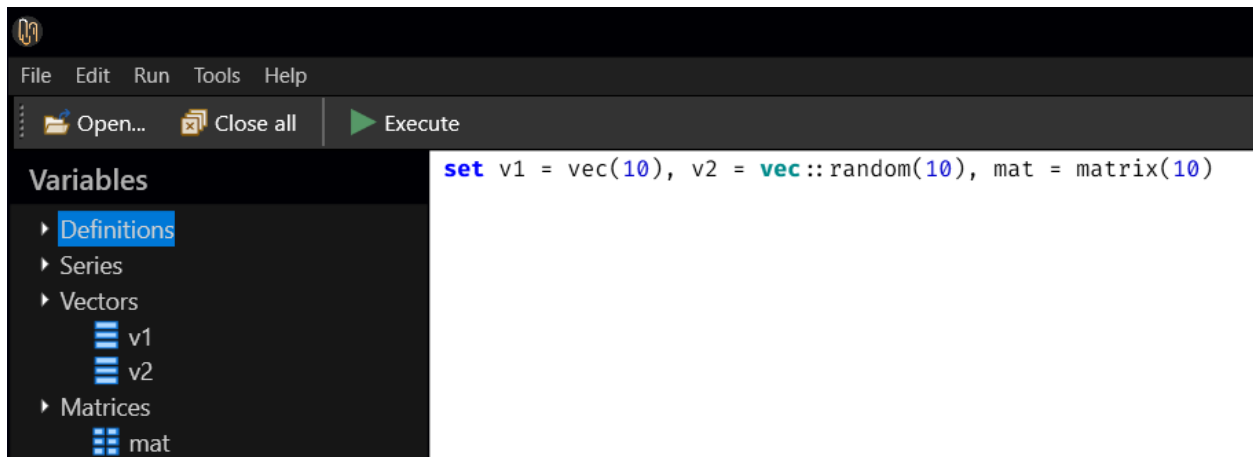 File Edit Run Tools Help
Open... Close all Execute
Variables
Definitions
Series
Vectors
v1
v2
Matrices
mat
set v1 = vec(10), v2 = vec::random(10), mat = matrix(10)